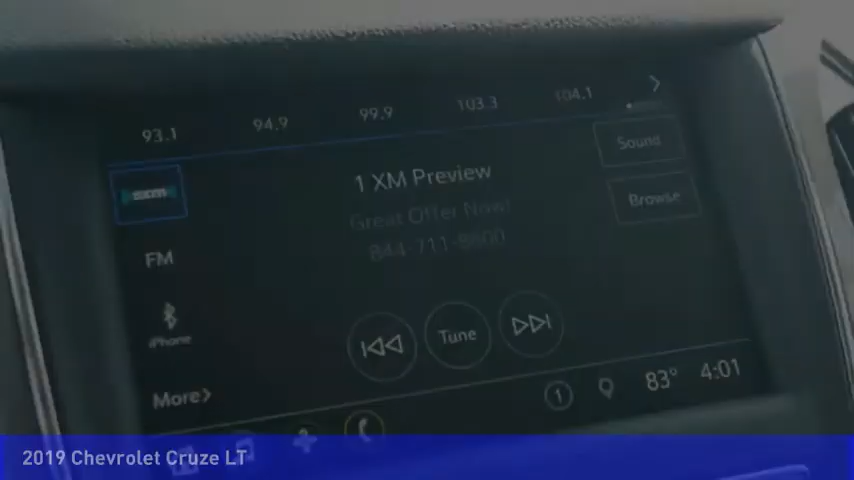 93.1 94.9 99.9 103.3 104.1
Sound
1 XM Preview
Great Offer Now!
844-711-8800
Browse
FM
iPhone
Tune
More
1 83° 4:01
2019 Chevrolet Cruze LT